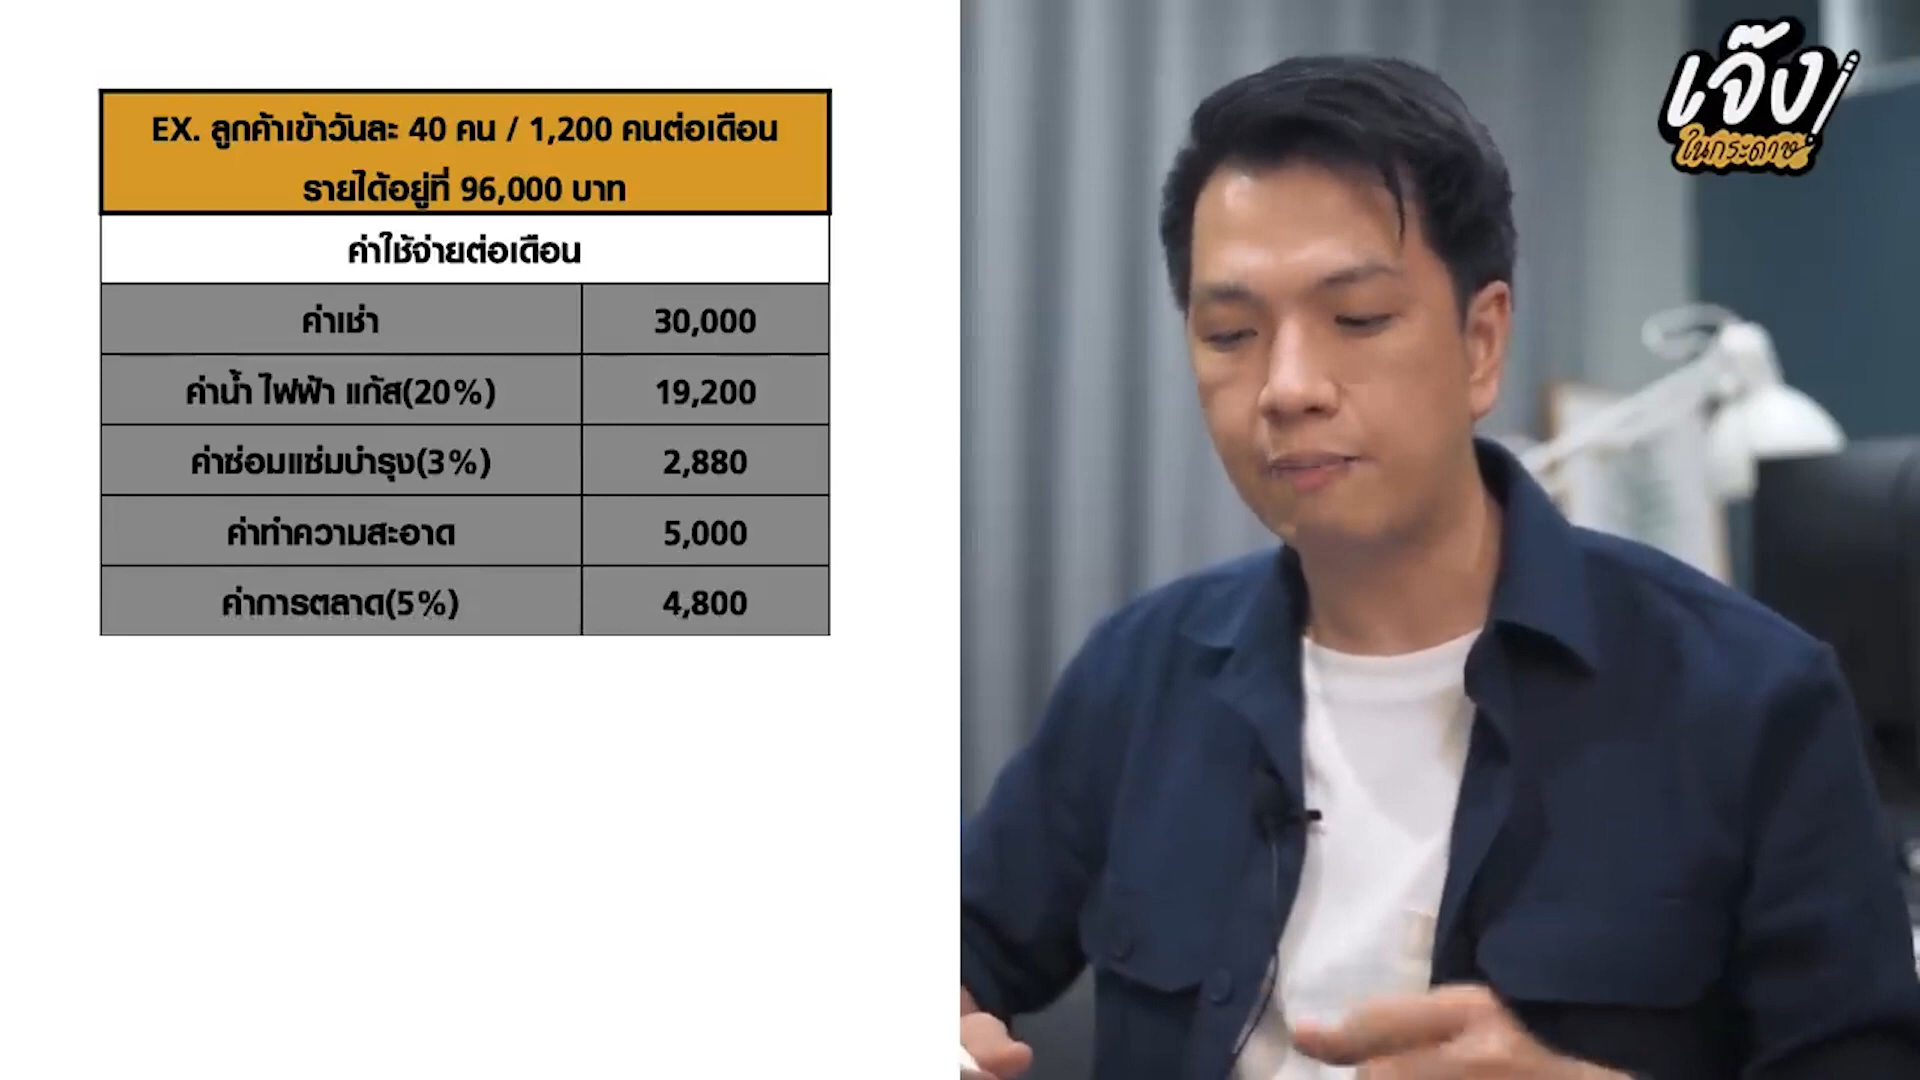 EX. ลูกค้าเข้าวันละ 40 คน / 1,200 คนต่อเดือน
รายได้อยู่ที่ 96,000 บาท
ค่าใช้จ่ายต่อเดือน
ค่าเช่า 30,000
ค่าน้ำ ไฟฟ้า แก้ส(20%) 19,200
ค่าซ่อมแซ่มบำรุง(3%) 2,880
ค่าทำความสะอาด 5,000
ค่าการตลาด(5%) 4,800
เจ๊ง
ในกระดาษ